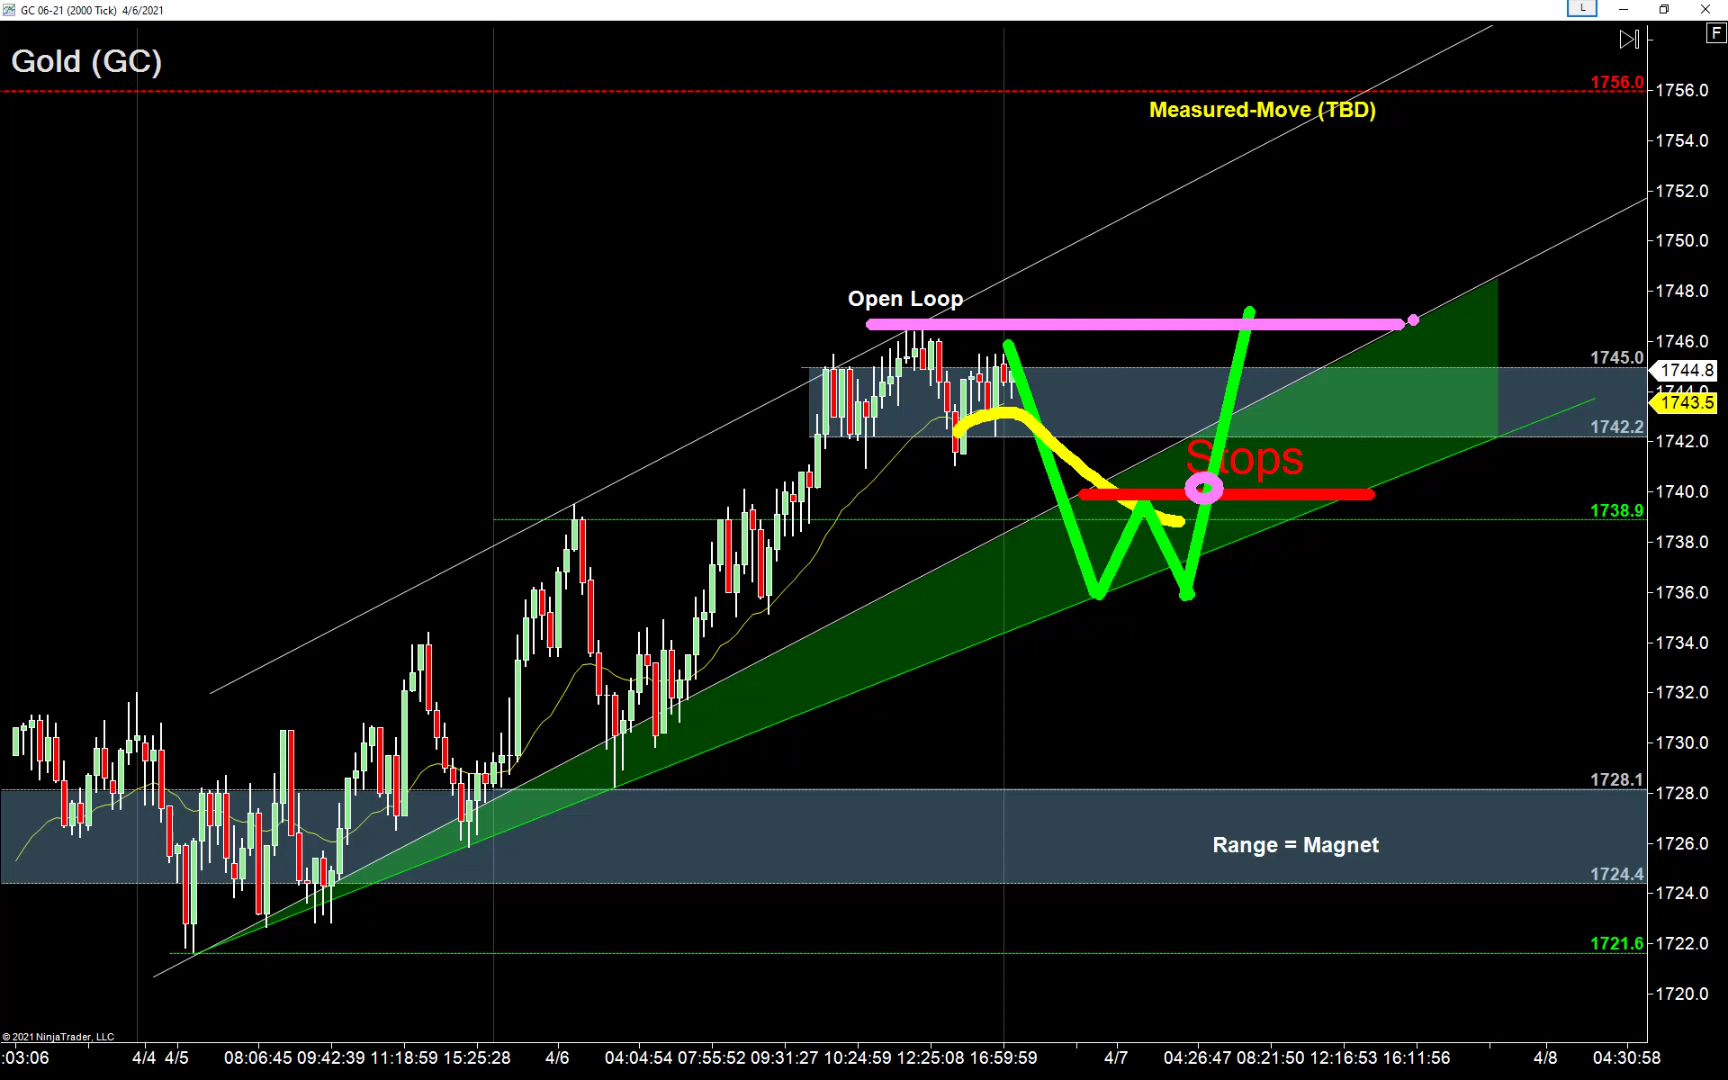 GC 06-21 (2000 Tick)  4/6/2021
L
F
Gold (GC)
1756.0
1756.0
Measured-Move (TBD)
1754.0
1752.0
1750.0
Open Loop
1748.0
1746.0
1745.0
1744.8
1744.0
1743.5
1742.2
1742.0
Stops
1740.0
1738.9
1738.0
1736.0
1734.0
1732.0
1730.0
1728.1
1728.0
Range = Magnet
1726.0
1724.4
1724.0
1721.6
1722.0
1720.0
© 2021 NinjaTrader, LLC
:03:06 4/4 4/5 08:06:45 09:42:39 11:18:59 15:25:28 4/6 04:04:54 07:55:52 09:31:27 10:24:59 12:25:08 16:59:59 4/7 04:26:47 08:21:50 12:16:53 16:11:56 4/8 04:30:58